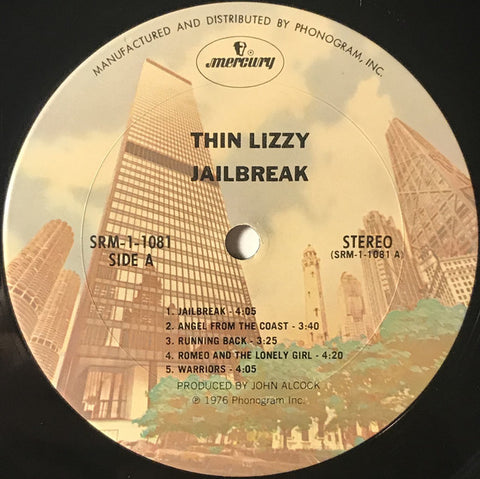 MANUFACTURED AND DISTRIBUTED BY PHONOGRAM, INC.
mercury
THIN LIZZY
JAILBREAK
SRM-1-1081
SIDE A
STEREO
(SRM-1-1081 A)
1. JAILBREAK - 4:05
2. ANGEL FROM THE COAST - 3:40
3. RUNNING BACK - 3:25
4. ROMEO AND THE LONELY GIRL - 4:20
5. WARRIORS - 4:05
PRODUCED BY JOHN ALCOCK
℗ 1976 Phonogram Inc.